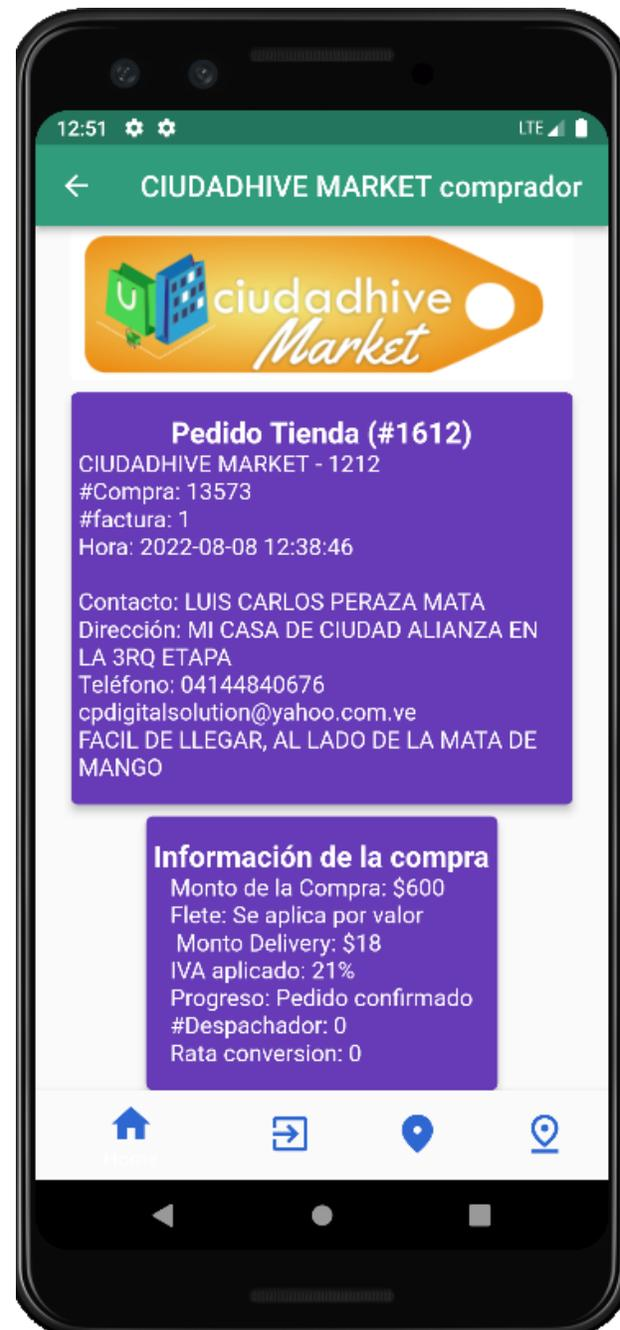 12:51
LTE
CIUDADHIVE MARKET comprador
ciudadhive
Market
Pedido Tienda (#1612)
CIUDADHIVE MARKET - 1212
#Compra: 13573
#factura: 1
Hora: 2022-08-08 12:38:46
Contacto: LUIS CARLOS PERAZA MATA
Dirección: MI CASA DE CIUDAD ALIANZA EN
LA 3RQ ETAPA
Teléfono: 04144840676
cpdigitalsolution@yahoo.com.ve
FACIL DE LLEGAR, AL LADO DE LA MATA DE
MANGO
Información de la compra
Monto de la Compra: $600
Flete: Se aplica por valor
Monto Delivery: $18
IVA aplicado: 21%
Progreso: Pedido confirmado
#Despachador: 0
Rata conversion: 0